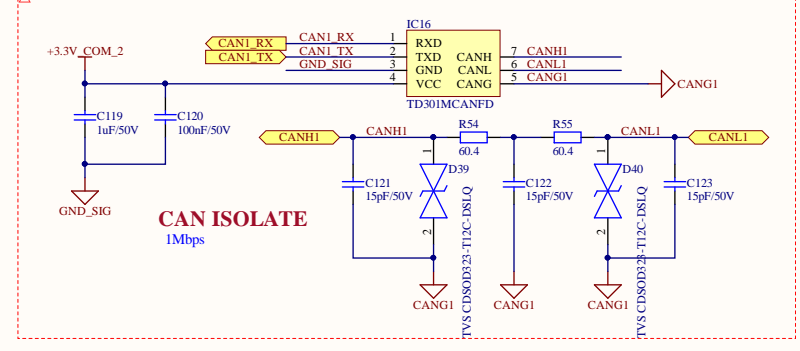 IC16
CAN1_RX CAN1_RX 1 RXD
CAN1_TX CAN1_TX 2 TXD CANH 7 CANH1
GND_SIG 3 GND CANL 6 CANL1
4 VCC CANG 5 CANG1 CANG1
TD301MCANFD
+3.3V_COM_2
C119
1uF/50V
C120
100nF/50V
GND_SIG
CAN ISOLATE
1Mbps
CANH1 CANH1 R54 R55 CANL1 CANL1
60.4 60.4
1 D39 1 D40
C121
15pF/50V
C122
15pF/50V
C123
15pF/50V
2 2
TVS CDSOD323-T12C-DSLQ
TVS CDSOD323-T12C-DSLQ
CANG1 CANG1 CANG1